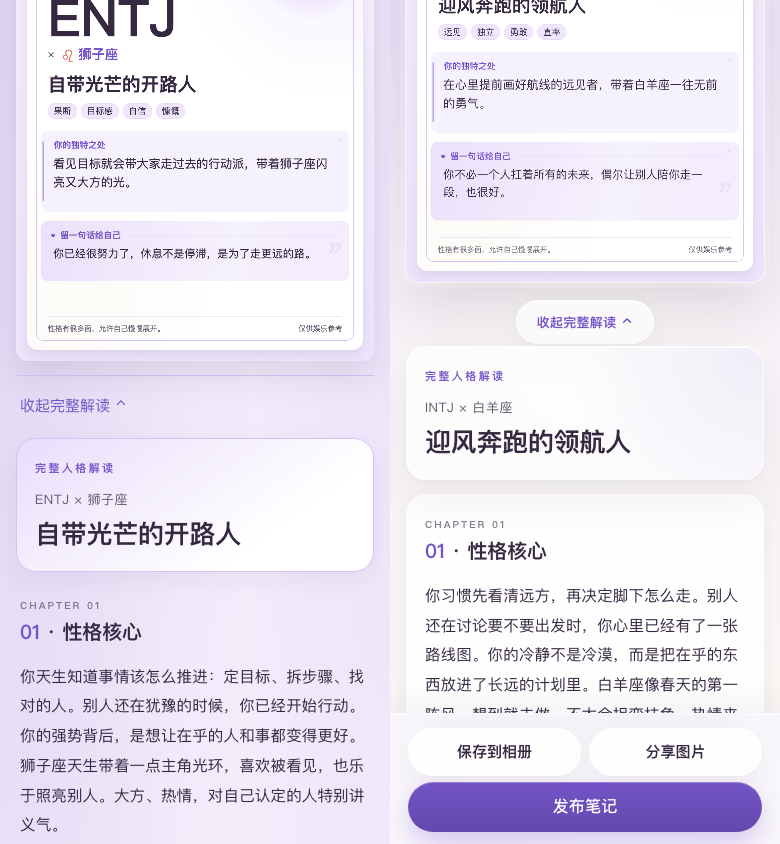 ENTJ
× ♌ 狮子座
自带光芒的开路人
果断 目标感 自信 慷慨
你的独特之处
看见目标就会带大家走过去的行动派，带着狮子座闪
亮又大方的光。
♥ 留一句话给自己
你已经很努力了，休息不是停滞，是为了走更远的路。
性格有很多面，允许自己慢慢展开。 仅供娱乐参考
收起完整解读
完整人格解读
ENTJ × 狮子座
自带光芒的开路人
CHAPTER 01
01 · 性格核心
你天生知道事情该怎么推进：定目标、拆步骤、找
对的人。别人还在犹豫的时候，你已经开始行动。
你的强势背后，是想让在乎的人和事都变得更好。
狮子座天生带着一点主角光环，喜欢被看见，也乐
于照亮别人。大方、热情，对自己认定的人特别讲
义气。
迎风奔跑的领航人
远见 独立 勇敢 直率
你的独特之处
在心里提前画好航线的远见者，带着白羊座一往无前
的勇气。
♥ 留一句话给自己
你不必一个人扛着所有的未来，偶尔让别人陪你走一
段，也很好。
性格有很多面，允许自己慢慢展开。 仅供娱乐参考
收起完整解读
完整人格解读
INTJ × 白羊座
迎风奔跑的领航人
CHAPTER 01
01 · 性格核心
你习惯先看清远方，再决定脚下怎么走。别人
还在讨论要不要出发时，你心里已经有了一张
路线图。你的冷静不是冷漠，而是把在乎的东
西放进了长远的计划里。白羊座像春天的第一
保存到相册 分享图片
发布笔记